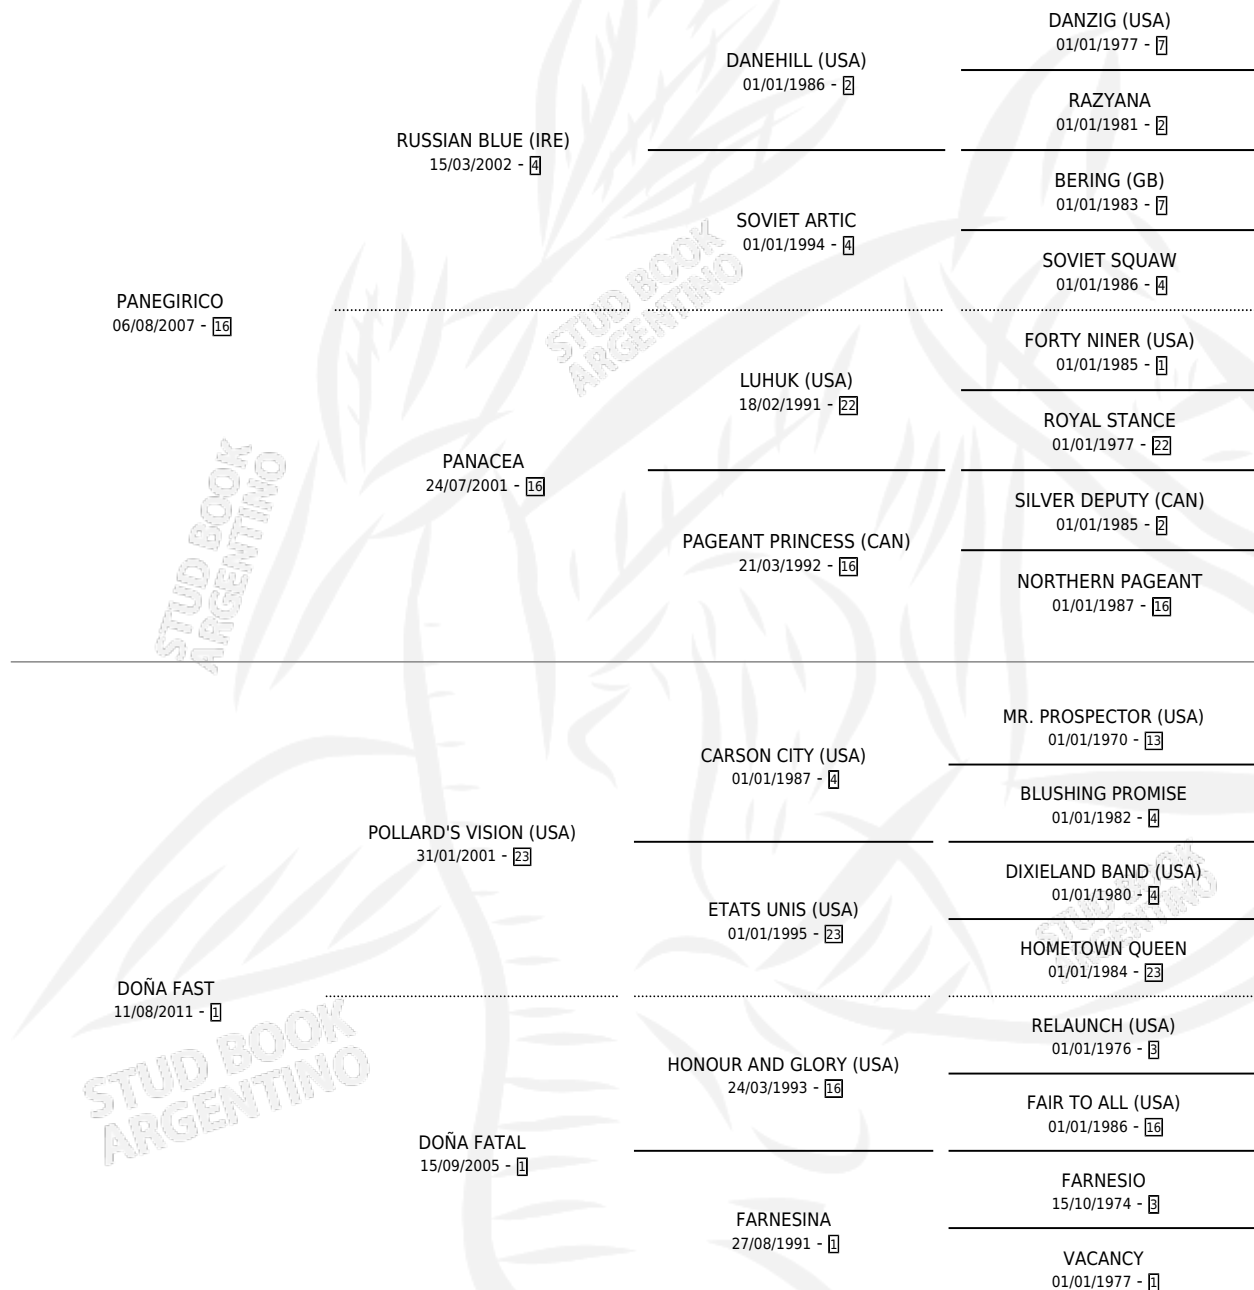 DANZIG (USA)
01/01/1977 - 7
DANEHILL (USA)
01/01/1986 - 2
RAZYANA
01/01/1981 - 2
RUSSIAN BLUE (IRE)
15/03/2002 - 4
BERING (GB)
01/01/1983 - 7
SOVIET ARTIC
01/01/1994 - 4
SOVIET SQUAW
01/01/1986 - 4
PANEGIRICO
06/08/2007 - 16
FORTY NINER (USA)
01/01/1985 - 1
LUHUK (USA)
18/02/1991 - 22
ROYAL STANCE
01/01/1977 - 22
PANACEA
24/07/2001 - 16
SILVER DEPUTY (CAN)
01/01/1985 - 2
PAGEANT PRINCESS (CAN)
21/03/1992 - 16
NORTHERN PAGEANT
01/01/1987 - 16
MR. PROSPECTOR (USA)
01/01/1970 - 13
CARSON CITY (USA)
01/01/1987 - 4
BLUSHING PROMISE
01/01/1982 - 4
POLLARD'S VISION (USA)
31/01/2001 - 23
DIXIELAND BAND (USA)
01/01/1980 - 4
ETATS UNIS (USA)
01/01/1995 - 23
HOMETOWN QUEEN
01/01/1984 - 23
DOÑA FAST
11/08/2011 - 1
RELAUNCH (USA)
01/01/1976 - 3
HONOUR AND GLORY (USA)
24/03/1993 - 16
FAIR TO ALL (USA)
01/01/1986 - 16
DOÑA FATAL
15/09/2005 - 1
FARNESIO
15/10/1974 - 3
FARNESINA
27/08/1991 - 1
VACANCY
01/01/1977 - 1
STUD BOOK
ARGENTINO
STUD BOOK
ARGENTINO
STUD BOOK
ARGENTINO
STUD BOOK
ARGENTINO